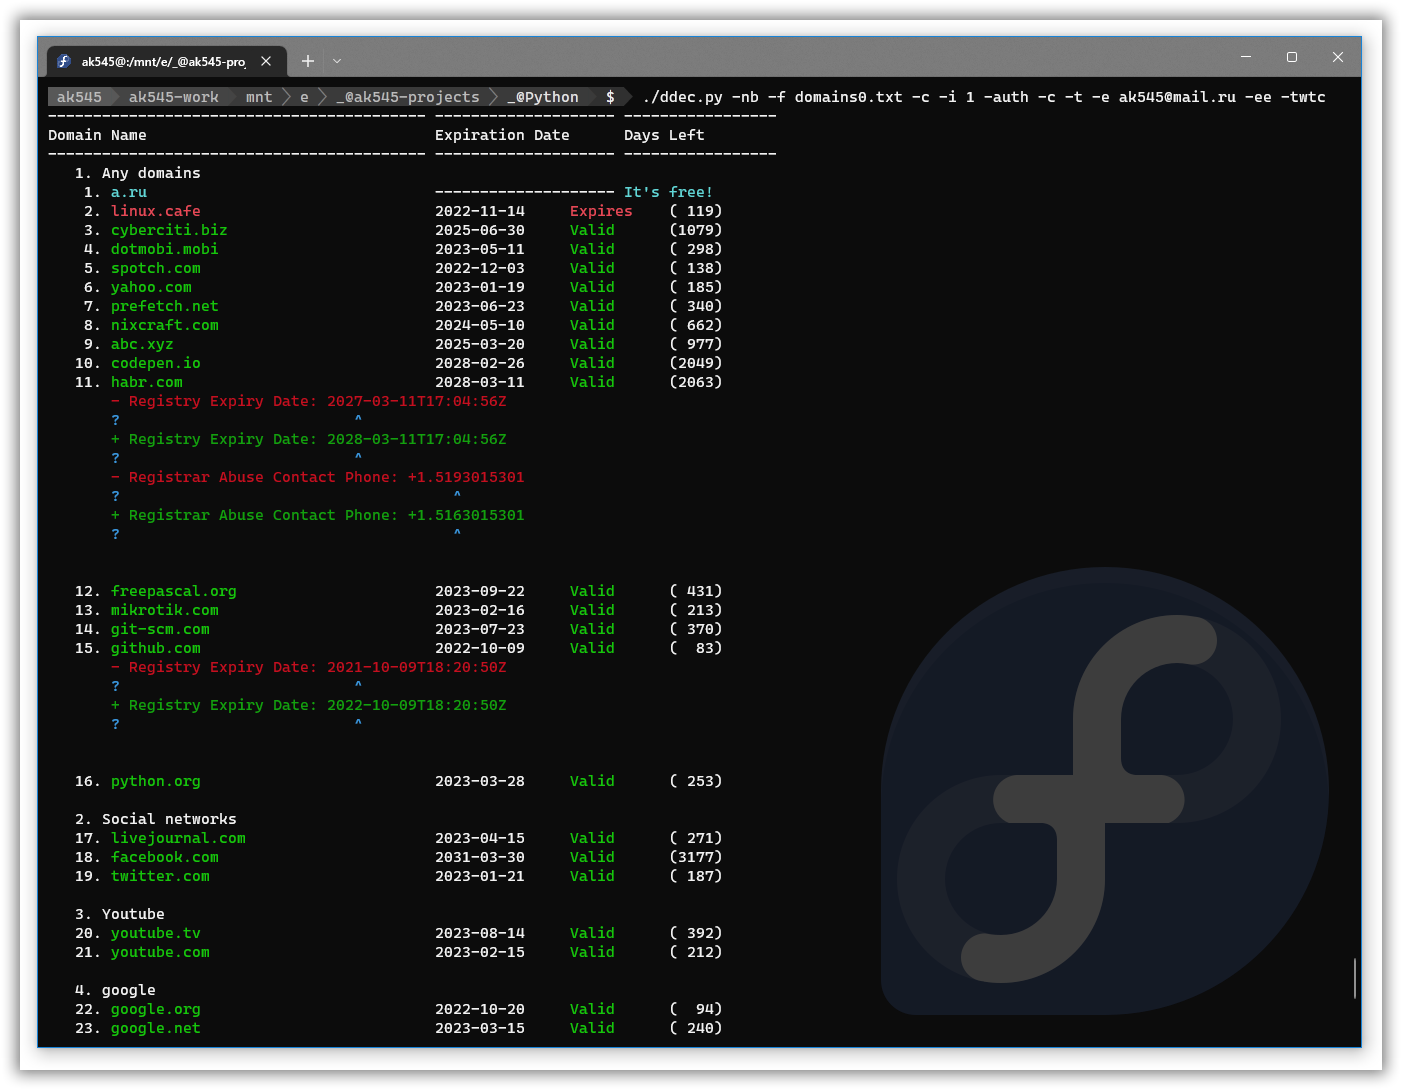 ak545@:/mnt/e/_@ak545-proj
ak545 ak545-work mnt e _@ak545-projects _@Python $ ./ddec.py -nb -f domains0.txt -c -i 1 -auth -c -t -e ak545@mail.ru -ee -twtc
------------------------------------------ -------------------- -----------------
Domain Name Expiration Date Days Left
------------------------------------------ -------------------- -----------------
1. Any domains
1. a.ru -------------------- It's free!
2. linux.cafe 2022-11-14 Expires ( 119)
3. cyberciti.biz 2025-06-30 Valid (1079)
4. dotmobi.mobi 2023-05-11 Valid ( 298)
5. spotch.com 2022-12-03 Valid ( 138)
6. yahoo.com 2023-01-19 Valid ( 185)
7. prefetch.net 2023-06-23 Valid ( 340)
8. nixcraft.com 2024-05-10 Valid ( 662)
9. abc.xyz 2025-03-20 Valid ( 977)
10. codepen.io 2028-02-26 Valid (2049)
11. habr.com 2028-03-11 Valid (2063)
- Registry Expiry Date: 2027-03-11T17:04:56Z
? ^
+ Registry Expiry Date: 2028-03-11T17:04:56Z
? ^
- Registrar Abuse Contact Phone: +1.5193015301
? ^
+ Registrar Abuse Contact Phone: +1.5163015301
? ^
12. freepascal.org 2023-09-22 Valid ( 431)
13. mikrotik.com 2023-02-16 Valid ( 213)
14. git-scm.com 2023-07-23 Valid ( 370)
15. github.com 2022-10-09 Valid ( 83)
- Registry Expiry Date: 2021-10-09T18:20:50Z
? ^
+ Registry Expiry Date: 2022-10-09T18:20:50Z
? ^
16. python.org 2023-03-28 Valid ( 253)
2. Social networks
17. livejournal.com 2023-04-15 Valid ( 271)
18. facebook.com 2031-03-30 Valid (3177)
19. twitter.com 2023-01-21 Valid ( 187)
3. Youtube
20. youtube.tv 2023-08-14 Valid ( 392)
21. youtube.com 2023-02-15 Valid ( 212)
4. google
22. google.org 2022-10-20 Valid ( 94)
23. google.net 2023-03-15 Valid ( 240)